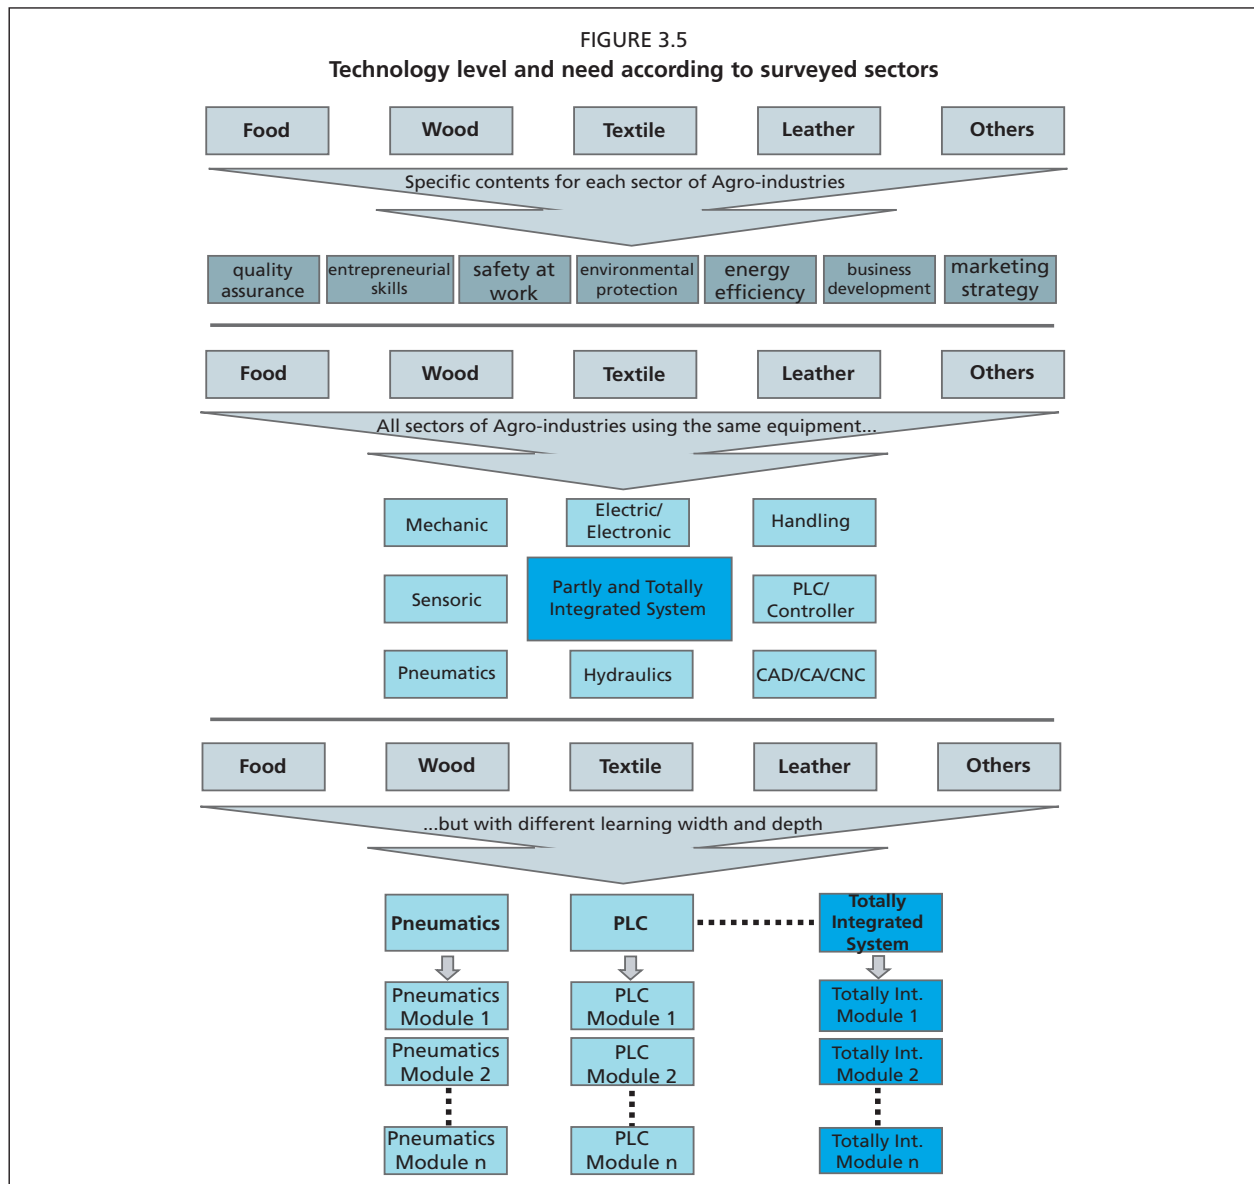 FIGURE 3.5
Technology level and need according to surveyed sectors
Food
Wood
Textile
Leather
Others
Specific contents for each sector of Agro-industries
quality
assurance
entrepreneurial
skills
safety at
work
environmental
protection
energy
efficiency
business
development
marketing
strategy
Food
Wood
Textile
Leather
Others
All sectors of Agro-industries using the same equipment...
Mechanic
Electric/
Electronic
Handling
Sensoric
Partly and Totally
Integrated System
PLC/
Controller
Pneumatics
Hydraulics
CAD/CA/CNC
Food
Wood
Textile
Leather
Others
...but with different learning width and depth
Pneumatics
PLC
Totally
Integrated
System
Pneumatics
Module 1
PLC
Module 1
Totally Int.
Module 1
Pneumatics
Module 2
PLC
Module 2
Totally Int.
Module 2
Pneumatics
Module n
PLC
Module n
Totally Int.
Module n